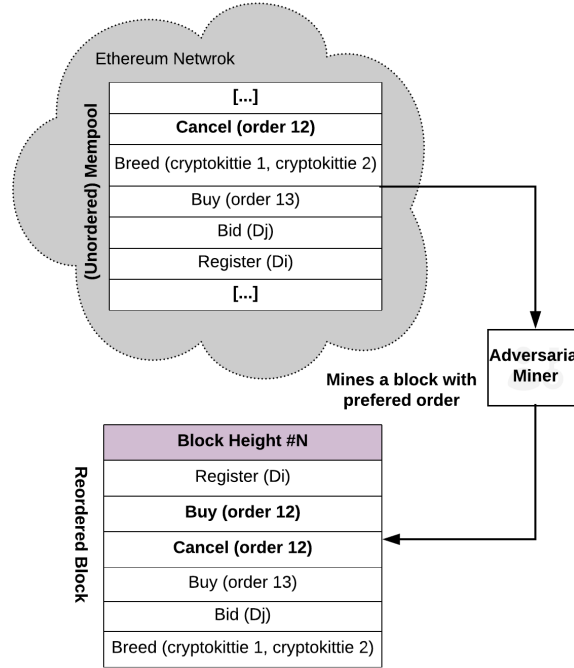 Ethereum Netwrok
(Unordered) Mempool
[...]
Cancel (order 12)
Breed (cryptokittie 1, cryptokittie 2)
Buy (order 13)
Bid (Dj)
Register (Di)
[...]
Adversaria
Miner
Mines a block with
prefered order
Reordered Block
Block Height #N
Register (Di)
Buy (order 12)
Cancel (order 12)
Buy (order 13)
Bid (Dj)
Breed (cryptokittie 1, cryptokittie 2)